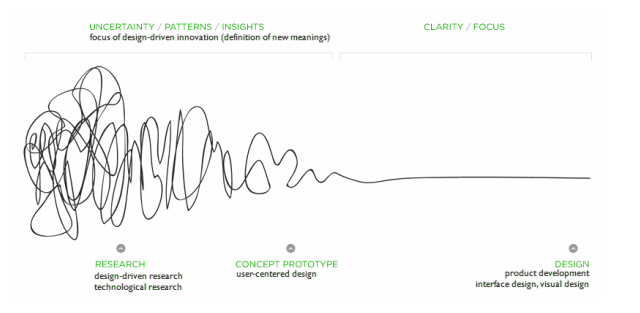 UNCERTAINTY / PATTERNS / INSIGHTS
focus of design-driven innovation (definition of new meanings)
CLARITY / FOCUS
RESEARCH
design-driven research
technological research
CONCEPT PROTOTYPE
user-centered design
DESIGN
product development
interface design, visual design